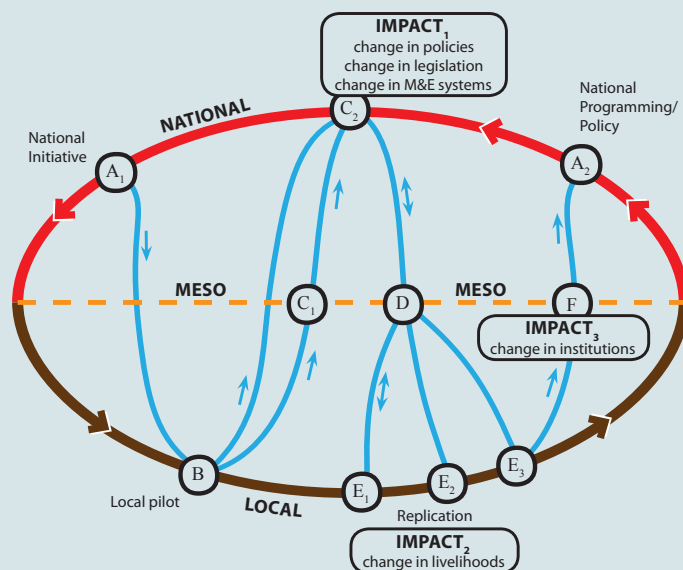 IMPACT₁
change in policies
change in legislation
change in M&E systems
National
Programming/
Policy
NATIONAL
C₂
National
Initiative
A₁
A₂
MESO
C₁
D
MESO
F
IMPACT₃
change in institutions
B
E₁
E₂
E₃
Local pilot
LOCAL
Replication
IMPACT₂
change in livelihoods